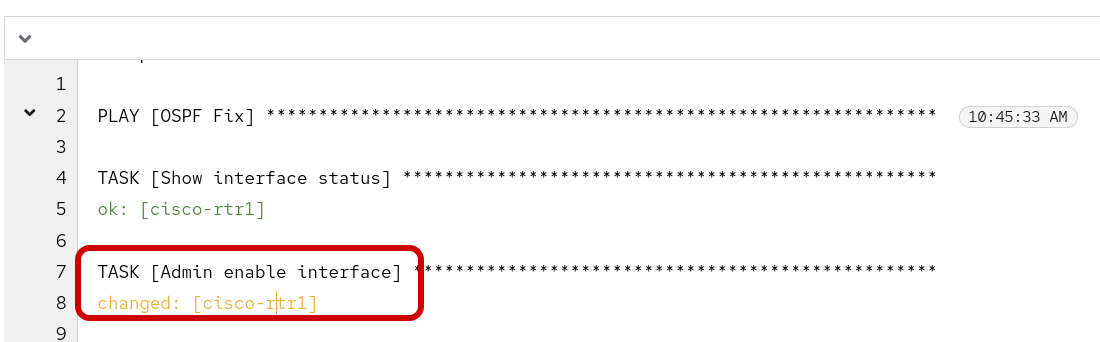 1
2 PLAY [OSPF Fix] **************************************************************** 10:45:33 AM
3
4 TASK [Show interface status] ***************************************************
5 ok: [cisco-rtr1]
6
7 TASK [Admin enable interface] **************************************************
8 changed: [cisco-rtr1]
9